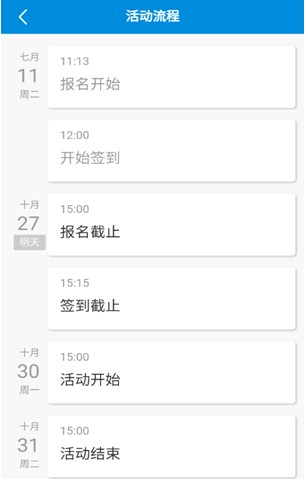 活动流程
七月
11
周二
11:13
报名开始
12:00
开始签到
十月
27
明天
15:00
报名截止
15:15
签到截止
十月
30
周一
15:00
活动开始
十月
31
周二
15:00
活动结束